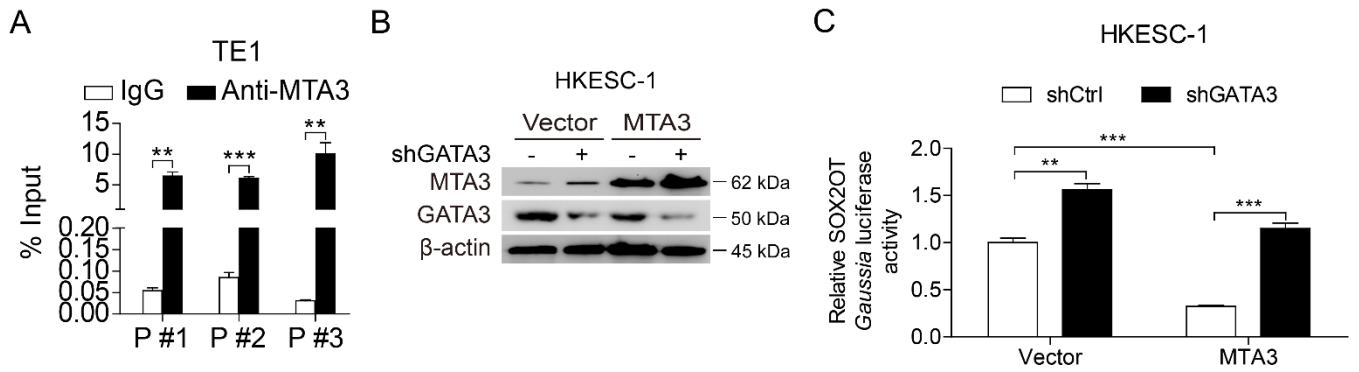 A
TE1
IgG Anti-MTA3
% Input
15
10
5
0.20
0.15
0.10
0.05
0.00
** *** **
P #1 P #2 P #3
B
HKESC-1
Vector MTA3
shGATA3 - + - +
MTA3 62 kDa
GATA3 50 kDa
β-actin 45 kDa
C
HKESC-1
shCtrl shGATA3
Relative SOX2OT
Gaussia luciferase
activity
2.0
1.5
1.0
0.5
0.0
***
** ***
Vector MTA3